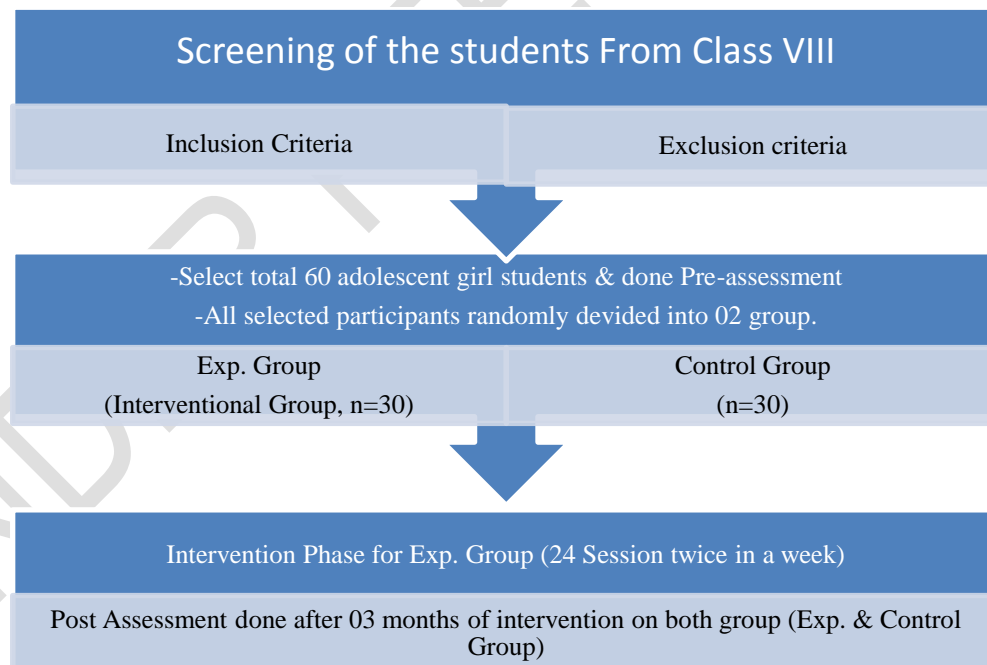 Screening of the students From Class VIII
Inclusion Criteria
Exclusion criteria
-Select total 60 adolescent girl students & done Pre-assessment
-All selected participants randomly devided into 02 group.
Exp. Group
(Interventional Group, n=30)
Control Group
(n=30)
Intervention Phase for Exp. Group (24 Session twice in a week)
Post Assessment done after 03 months of intervention on both group (Exp. & Control
Group)